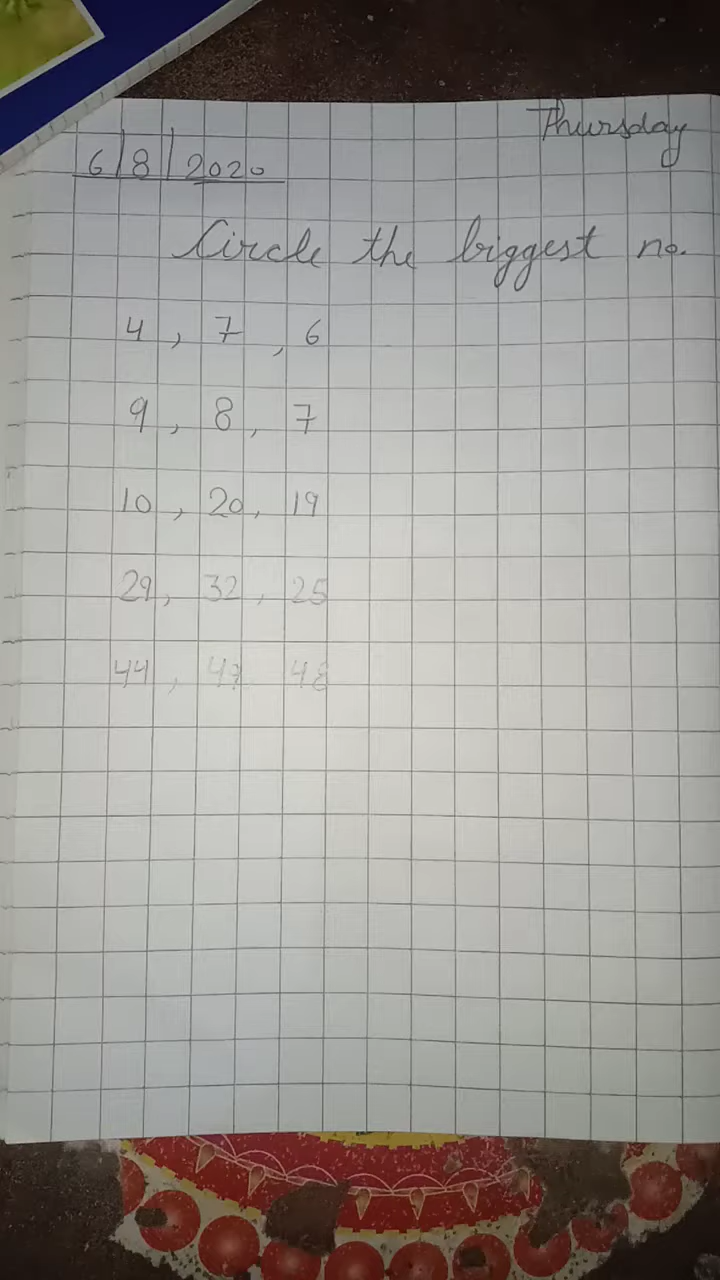 Thursday
6/8/2020
Circle the biggest no.
4, 7, 6
9, 8, 7
10, 20, 19
29, 32, 25
44, 47 48